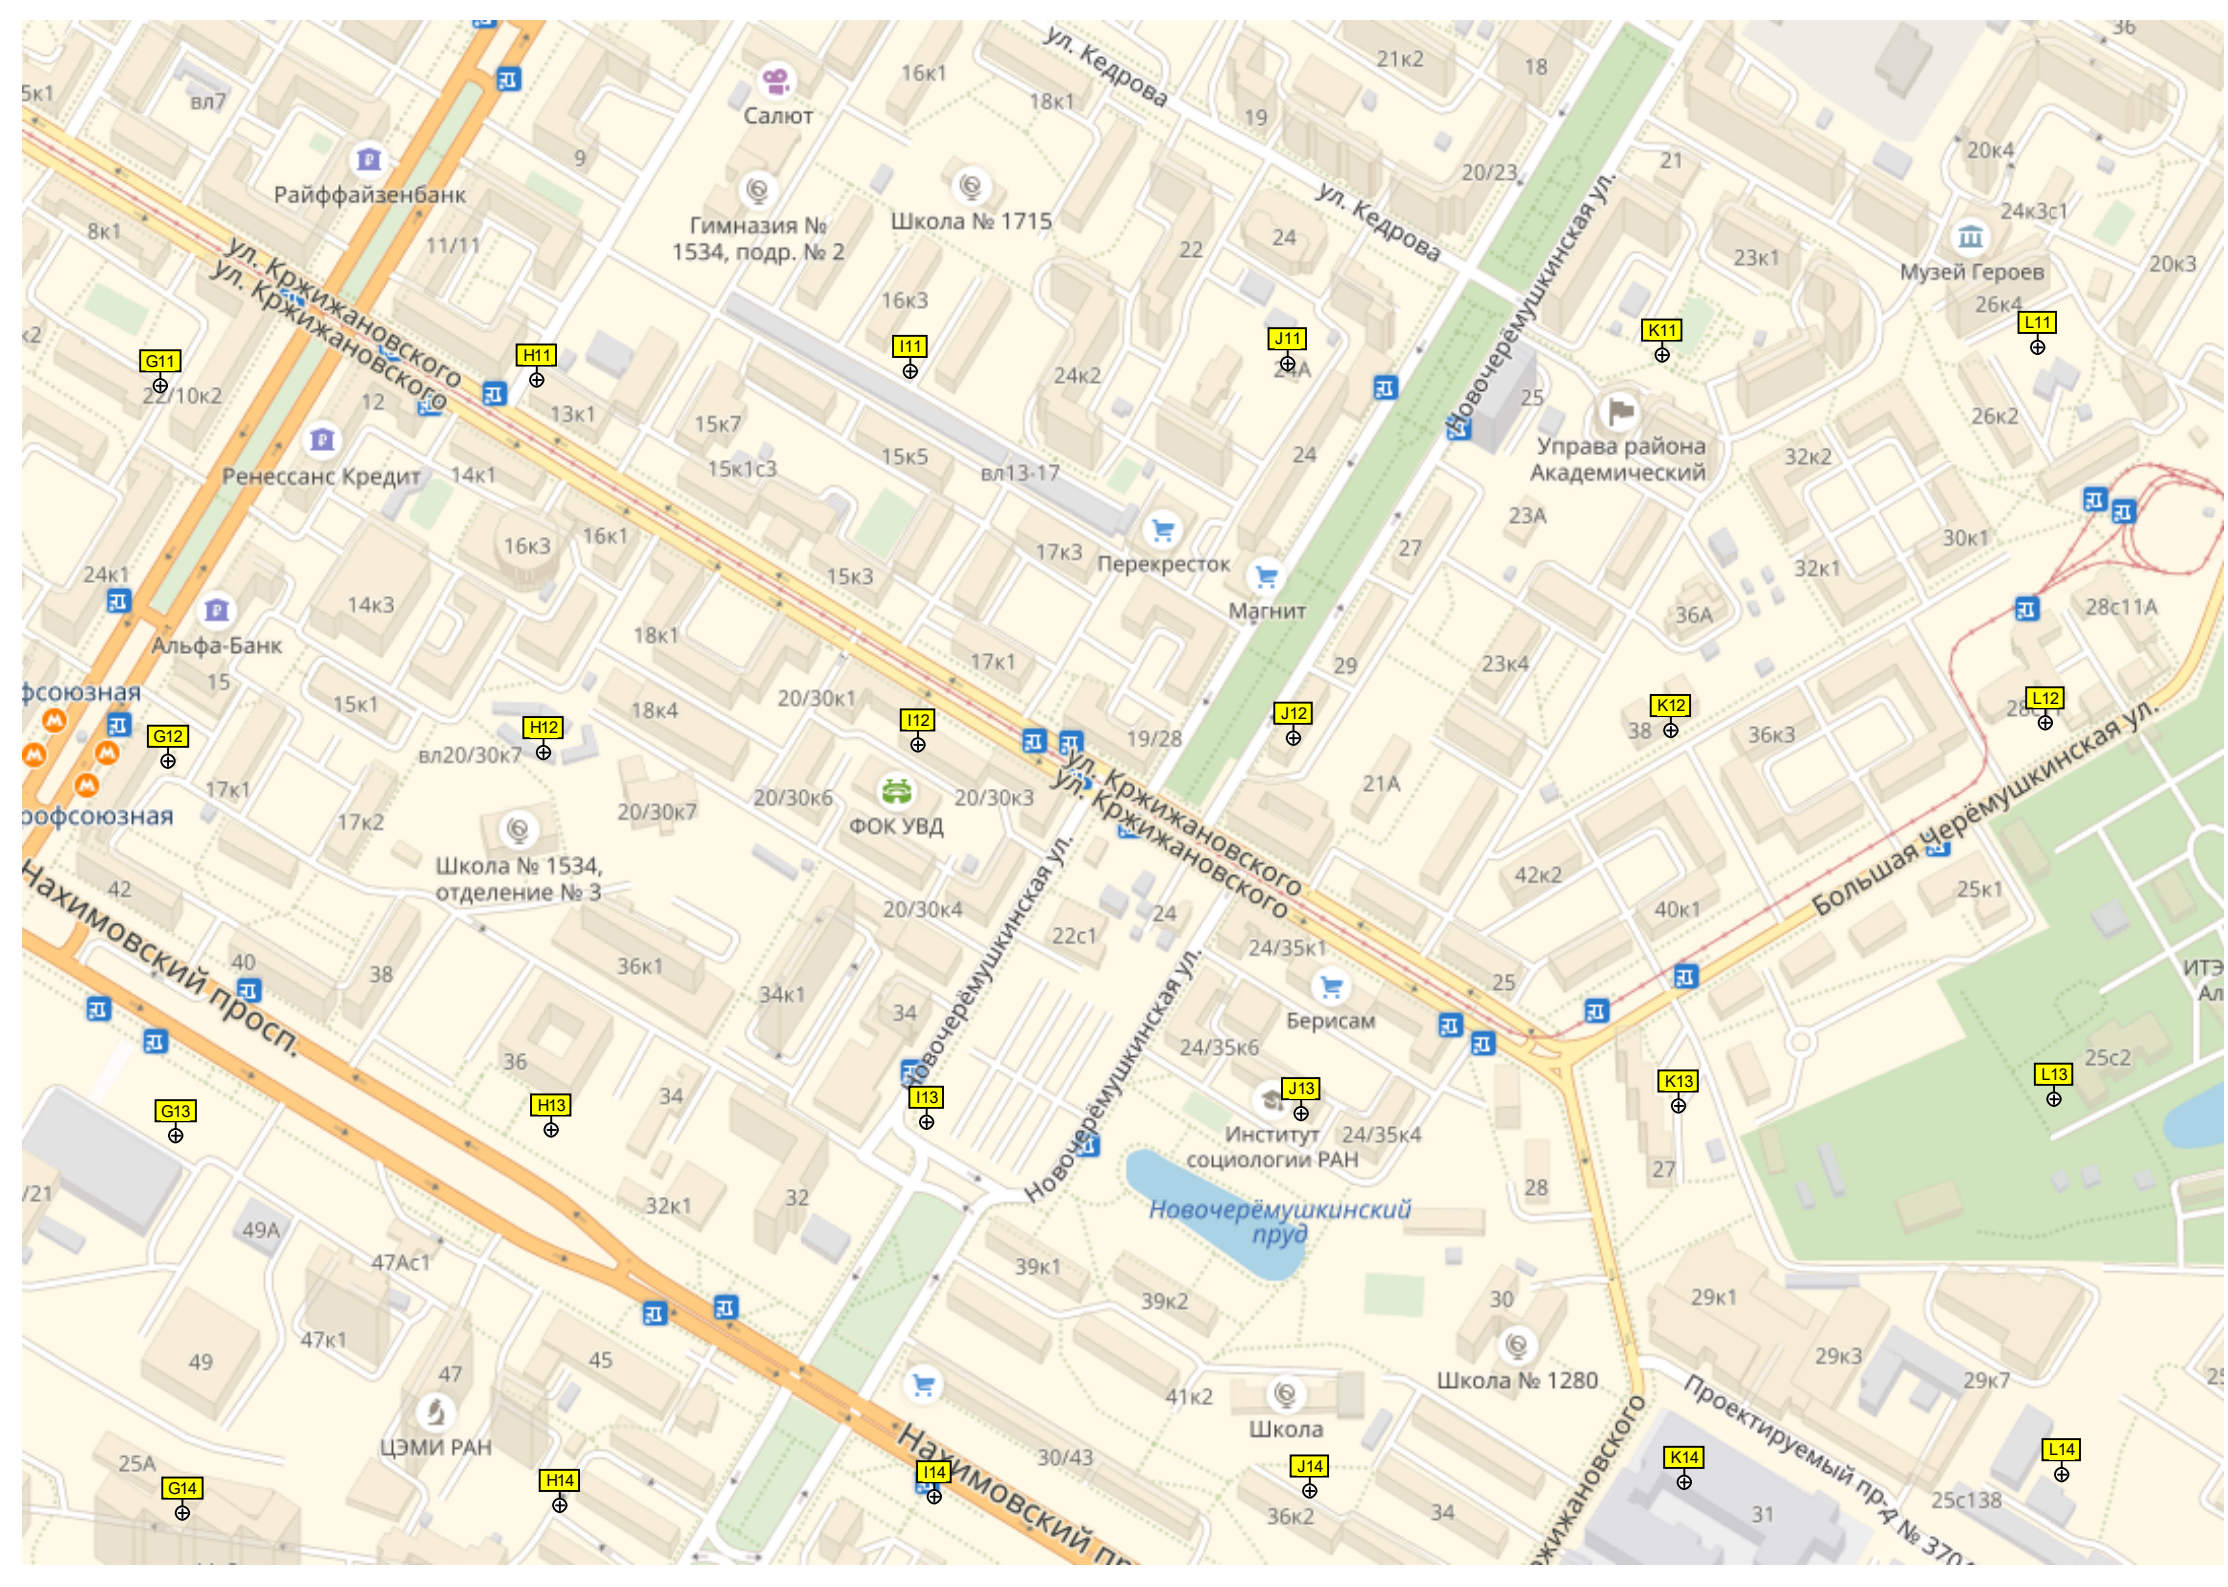 36
ул. Кедрова
21к2
18
16к1
5к1
вл7
18к1
Салют
19
9
20к4
21
Райффайзенбанк
20/23
ул. Кедрова
Гимназия №
1534, подр. № 2
Школа № 1715
24к3с1
8к1
11/11
22
24
23к1
Музей Героев
20к3
ул. Кржижановского
ул. Кржижановского
Новочерёмушкинская ул.
16к3
26к4
к2
G11
H11
I11
J11
K11
L11
22/10к2
12
13к1
15к7
24к2
24А
25
26к2
Управа района
Академический
Ренессанс Кредит
14к1
15к1с3
15к5
вл13-17
24
32к2
23А
16к3
16к1
17к3
Перекресток
27
30к1
24к1
14к3
15к3
Магнит
32к1
28с11А
36А
Альфа-Банк
18к1
17к1
29
23к4
15
фсоюзная
15к1
18к4
20/30к1
G12
H12
I12
J12
K12
L12
вл20/30к7
19/28
38
36к3
17к1
рофсоюзная
17к2
20/30к7
20/30к6
20/30к3
21А
ФОК УВД
ул. Кржижановского
ул. Кржижановского
Большая Черёмушкинская ул.
Школа № 1534,
отделение № 3
42
Нахимовский просп.
42к2
25к1
20/30к4
24
40к1
22с1
24/35к1
40
38
36к1
34к1
34
Новочерёмушкинская ул.
Новочерёмушкинская ул.
25
ИТЭ
Ал
Берисам
36
24/35к6
25с2
34
G13
H13
I13
J13
K13
L13
Институт
социологии РАН
24/35к4
27
/21
32к1
32
28
Новочерёмушкинский
пруд
49А
47Ас1
39к1
39к2
30
29к1
47к1
49
47
45
29к3
29к7
25
Школа № 1280
41к2
Школа
Проектируемый пр-д № 370
ЦЭМИ РАН
25А
30/43
Нахимовский пр
G14
H14
I14
J14
K14
L14
36к2
34
31
25с138
ржижановского